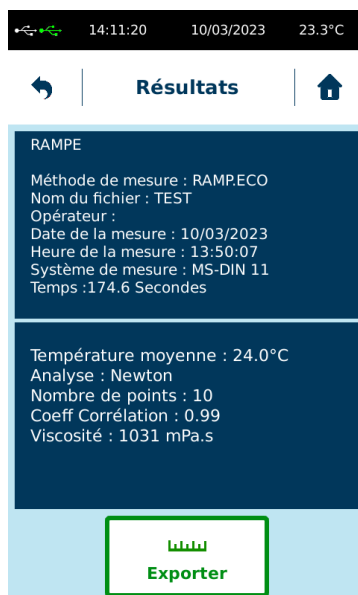 14:11:20 10/03/2023 23.3°C
Résultats
RAMPE
Méthode de mesure : RAMP.ECO
Nom du fichier : TEST
Opérateur :
Date de la mesure : 10/03/2023
Heure de la mesure : 13:50:07
Système de mesure : MS-DIN 11
Temps :174.6 Secondes
Température moyenne : 24.0°C
Analyse : Newton
Nombre de points : 10
Coeff Corrélation : 0.99
Viscosité : 1031 mPa.s
Exporter